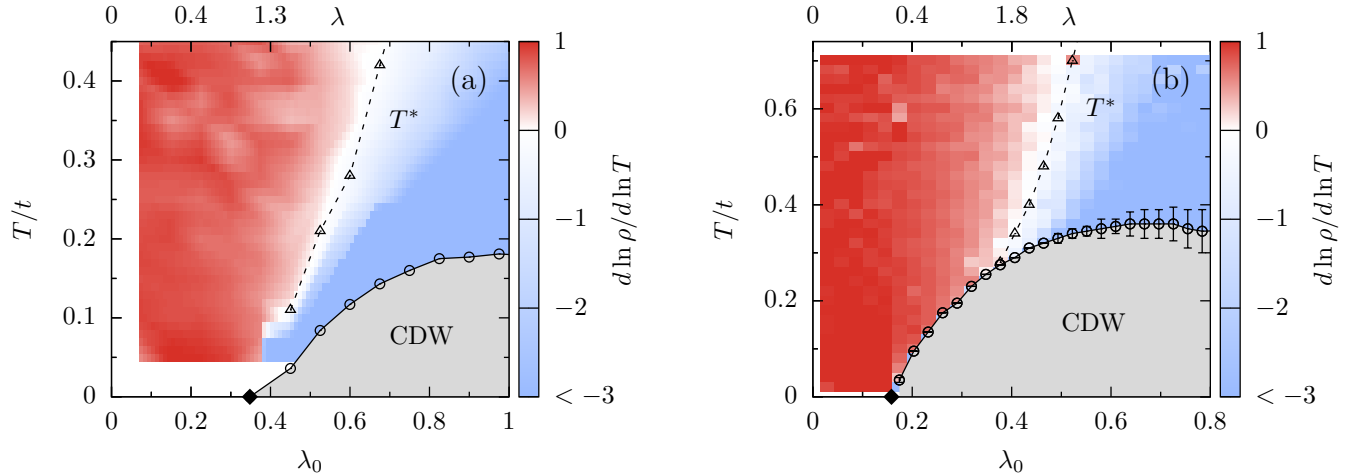 0 0.4 1.3 λ
(a)
T*
CDW
0
0.1
0.2
0.3
0.4
T/t
0 0.2 0.4 0.6 0.8 1
λ₀
1
0
−1
−2
< −3
d ln ρ/d ln T
0 0.4 1.8 λ
(b)
T*
CDW
0
0.2
0.4
0.6
T/t
0 0.2 0.4 0.6 0.8
λ₀
1
0
−1
−2
< −3
d ln ρ/d ln T